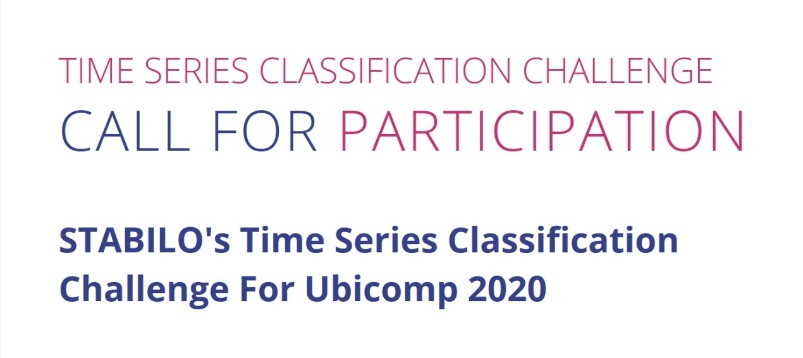 TIME SERIES CLASSIFICATION CHALLENGE
CALL FOR PARTICIPATION
STABILO's Time Series Classification
Challenge For Ubicomp 2020